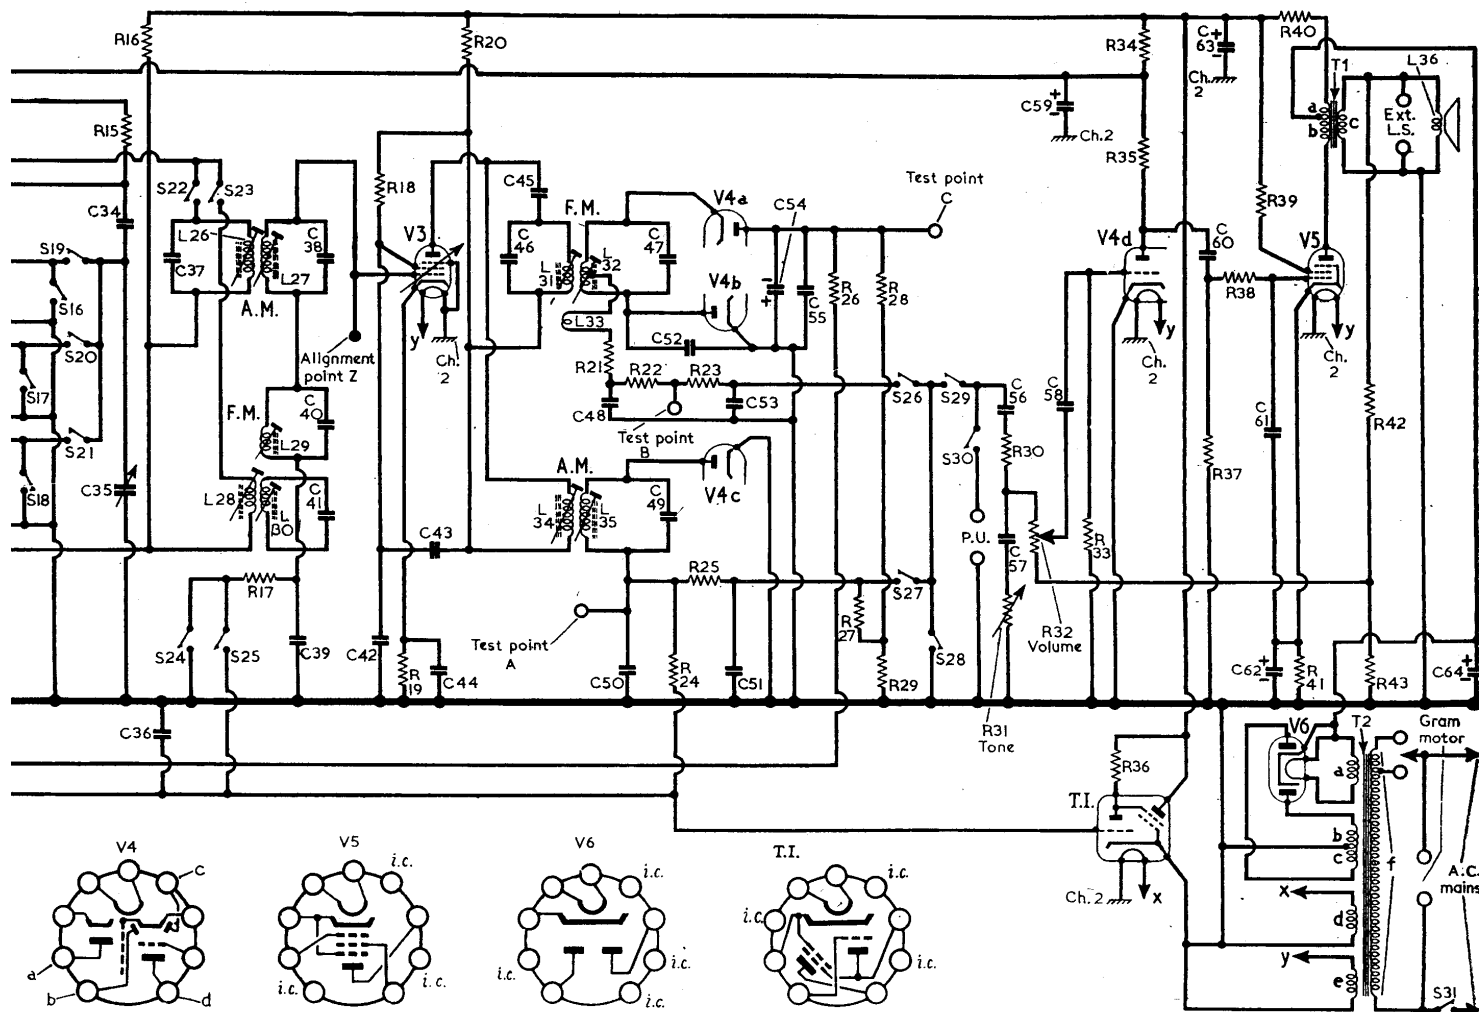 R16
R20
R34
C 63
+
-
R40
T1
L36
Ch. 2
C59
+
-
Ch.2
a
b
c
Ext. L.S.
R15
R35
S22
S23
R18
C45
F.M.
V4a
C54
Test point C
R39
C34
L26
C 38
V3
C 46
C 47
V4d
C 60
V5
S19
C37
L27
L 31
L 32
V4b
-
+
C 55
R 26
R 28
R38
S16
A.M.
L33
S20
Alignment point Z
y
Ch. 2
C52
y
Ch. 2
y
Ch. 2
R21
R22
R23
S26
S29
C 56
C 58
S17
F.M.
C 40
C48
C53
C 61
R42
S21
L29
Test point B
S30
R30
R37
S18
C35
L28
L 30
C 41
A.M.
V4c
C43
L 34
L 35
C 49
P.U.
C 57
R 33
R17
R25
S27
S24
S25
C39
C42
Test point A
R 27
S28
R32 Volume
R 19
C44
C50
R 24
C51
R29
C62
+
-
R 41
R43
C64
+
-
R31 Tone
C36
V6
T2
Gram motor
R36
a
T.I.
b
c
f
A.C. mains
x
d
Ch.2
x
y
e
S31
V4
c
a
b
d
V5
i.c.
i.c.
i.c.
i.c.
V6
i.c.
i.c.
i.c.
i.c.
T.I.
i.c.
i.c.
i.c.